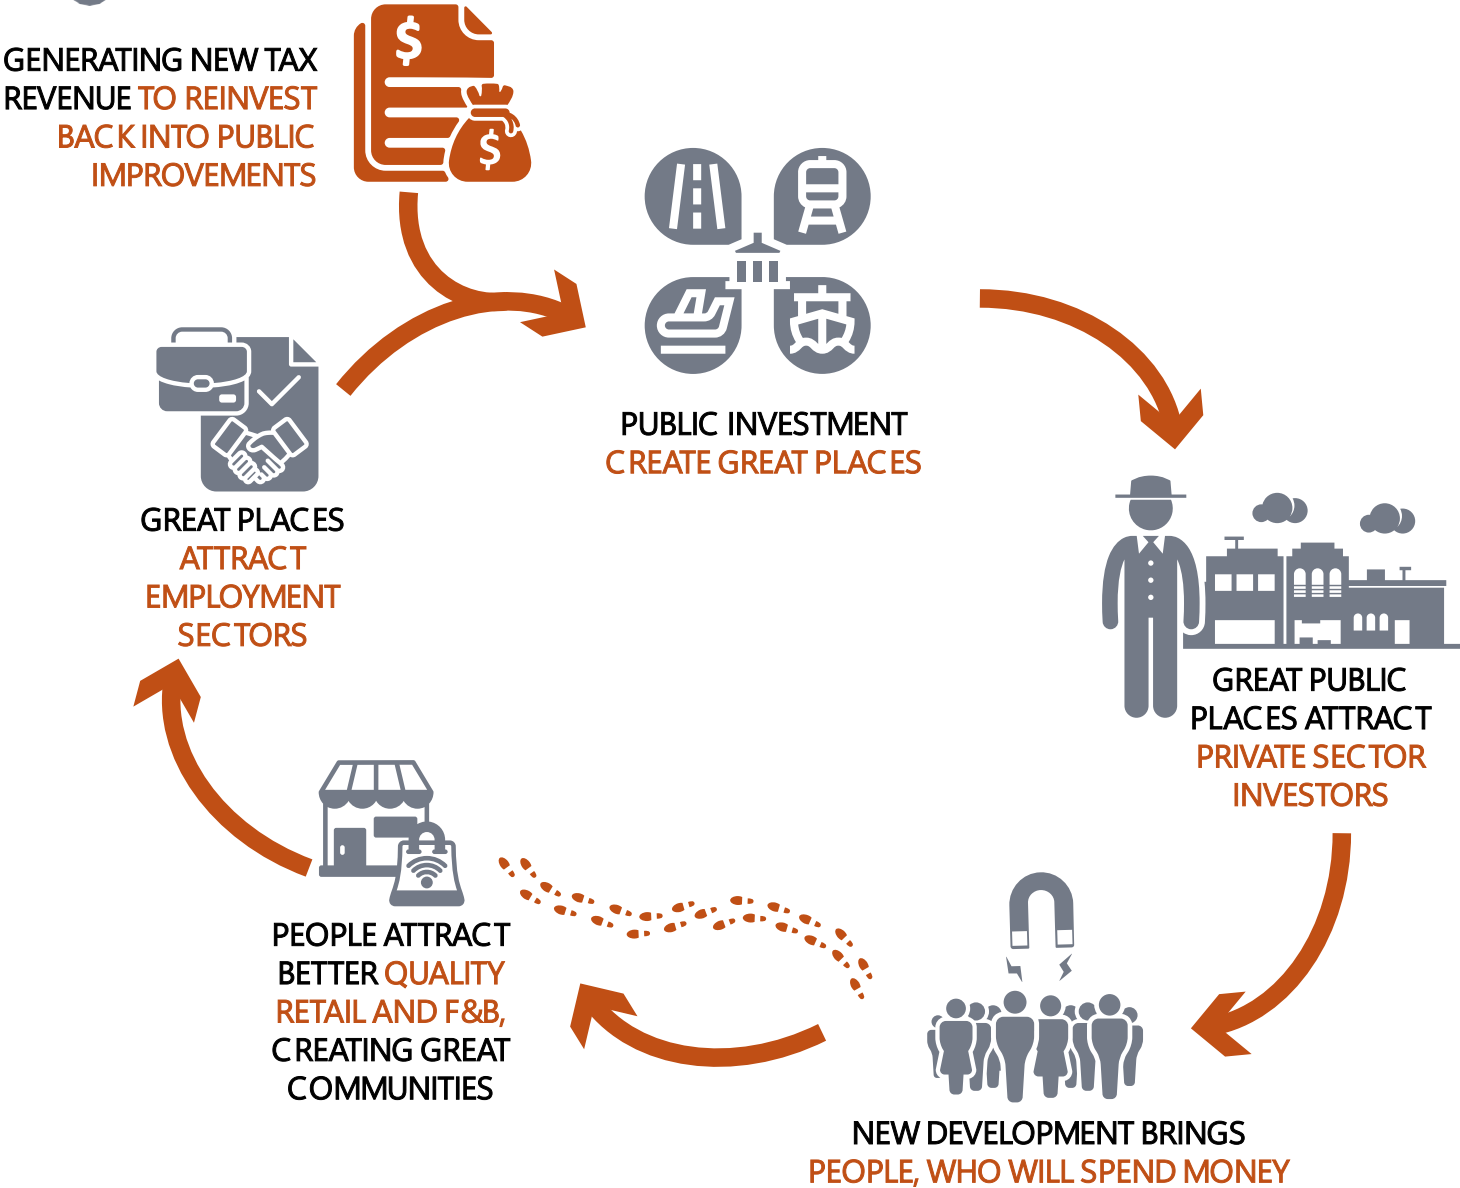 GENERATING NEW TAX
REVENUE TO REINVEST
BACK INTO PUBLIC
IMPROVEMENTS
$
$
PUBLIC INVESTMENT
CREATE GREAT PLACES
GREAT PUBLIC
PLACES ATTRACT
PRIVATE SECTOR
INVESTORS
NEW DEVELOPMENT BRINGS
PEOPLE, WHO WILL SPEND MONEY
PEOPLE ATTRACT
BETTER QUALITY
RETAIL AND F&B,
CREATING GREAT
COMMUNITIES
GREAT PLACES
ATTRACT
EMPLOYMENT
SECTORS